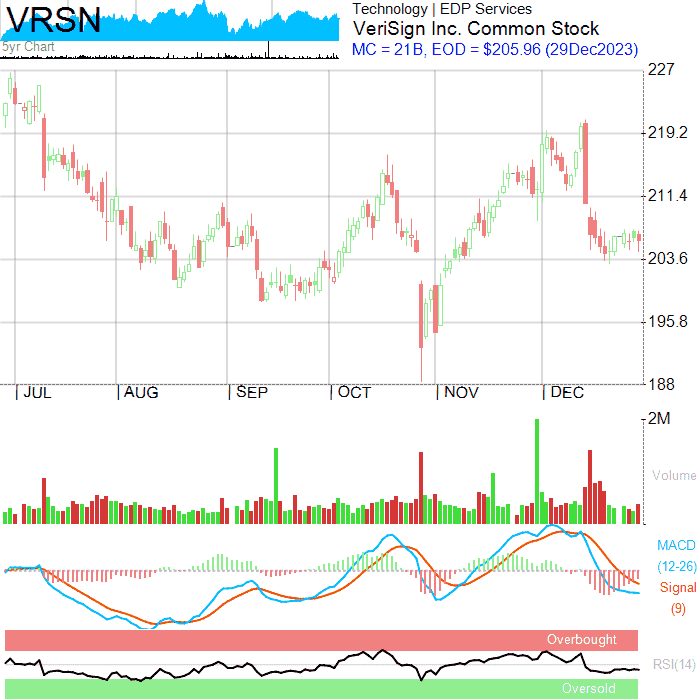 VRSN
5yr Chart
Technology | EDP Services
VeriSign Inc. Common Stock
MC = 21B, EOD = $205.96 (29Dec2023)
227
219.2
211.4
203.6
195.8
188
|JUL |AUG |SEP |OCT |NOV |DEC
2M
Volume
MACD
(12-26)
Signal
(9)
Overbought
RSI(14)
Oversold